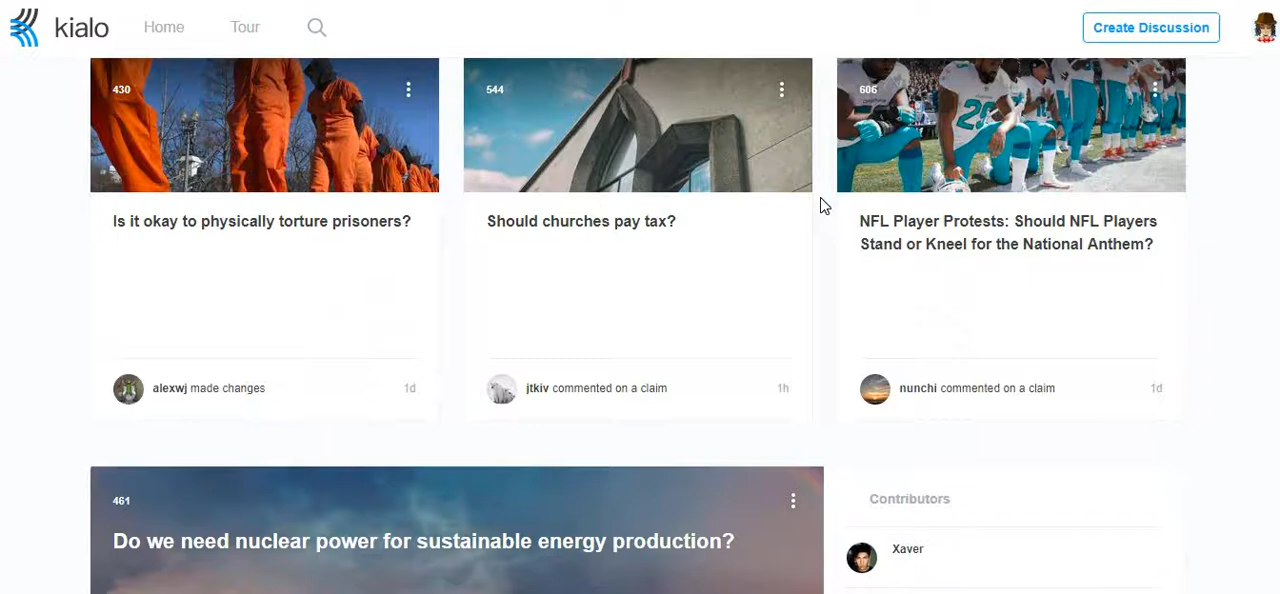 kialo
Home
Tour
Create Discussion
430
544
606
Is it okay to physically torture prisoners?
Should churches pay tax?
NFL Player Protests: Should NFL Players
Stand or Kneel for the National Anthem?
alexwj made changes
1d
jtkiv commented on a claim
1h
nunchi commented on a claim
1d
461
Do we need nuclear power for sustainable energy production?
Contributors
Xaver